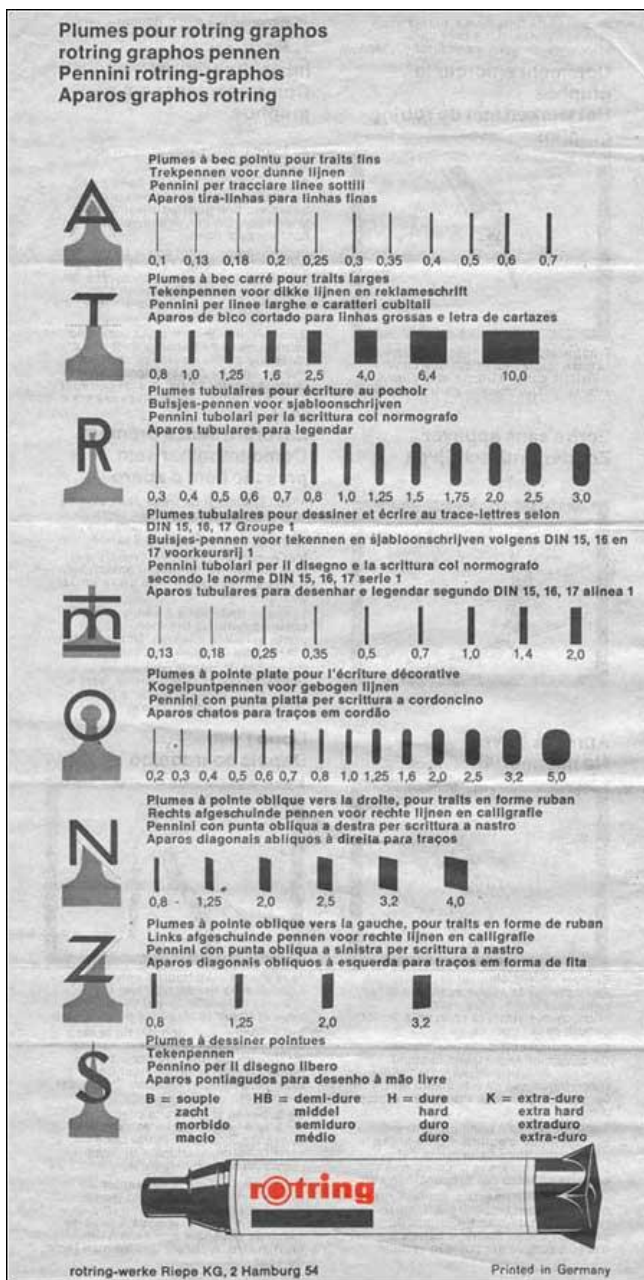 Plumes pour rotring graphos
rotring graphos pennen
Pennini rotring-graphos
Aparos graphos rotring
A
Plumes à bec pointu pour traits fins
Trekpennen voor dunne lijnen
Pennini per tracciare linee sottili
Aparos tira-linhas para linhas finas
0,1 0,13 0,18 0,2 0,25 0,3 0,35 0,4 0,5 0,6 0,7
T
Plumes à bec carré pour traits larges
Tekenpennen voor dikke lijnen en reklameschrift
Pennini per linee larghe e caratteri cubitali
Aparos de bico cortado para linhas grossas e letra de cartazes
0,8 1,0 1,25 1,6 2,5 4,0 6,4 10,0
R
Plumes tubulaires pour écriture au pochoir
Buisjes-pennen voor sjabloonschrijven
Pennini tubolari per la scrittura col normografo
Aparos tubulares para legendar
0,3 0,4 0,5 0,6 0,7 0,8 1,0 1,25 1,5 1,75 2,0 2,5 3,0
m
Plumes tubulaires pour dessiner et écrire au trace-lettres selon
DIN 15, 16, 17 Groupe 1
Buisjes-pennen voor tekennen en sjabloonschrijven volgens DIN 15, 16 en
17 voorkeursrij 1
Pennini tubolari per il disegno e la scrittura col normografo
secondo le norme DIN 15, 16, 17 serie 1
Aparos tubulares para desenhar e legendar segundo DIN 15, 16, 17 alinea 1
0,13 0,18 0,25 0,35 0,5 0,7 1,0 1,4 2,0
O
Plumes à pointe plate pour l'écriture décorative
Kogelpuntpennen voor gebogen lijnen
Pennini con punta piatta per scrittura a cordoncino
Aparos chatos para traços em cordão
0,2 0,3 0,4 0,5 0,6 0,7 0,8 1,0 1,25 1,6 2,0 2,5 3,2 5,0
N
Plumes à pointe oblique vers la droite, pour traits en forme ruban
Rechts afgeschuinde pennen voor rechte lijnen en calligrafie
Pennini con punta obliqua a destra per scrittura a nastro
Aparos diagonais abliquos à direita para traços
0,8 1,25 2,0 2,5 3,2 4,0
Z
Plumes à pointe oblique vers la gauche, pour traits en forme de ruban
Links afgeschuinde pennen voor rechte lijnen en calligrafie
Pennini con punta obliqua a sinistra per scrittura a nastro
Aparos diagonais obliquos à esquerda para traços em forma de fita
0,8 1,25 2,0 3,2
S
Plumes à dessiner pointues
Tekenpennen
Pennino per il disegno libero
Aparos pontiagudos para desenho à mão livre
B = souple HB = demi-dure H = dure K = extra-dure
zacht middel hard extra hard
morbido semiduro duro extraduro
macio médio duro extra-duro
rotring
rotring-werke Riepe KG, 2 Hamburg 54 Printed in Germany